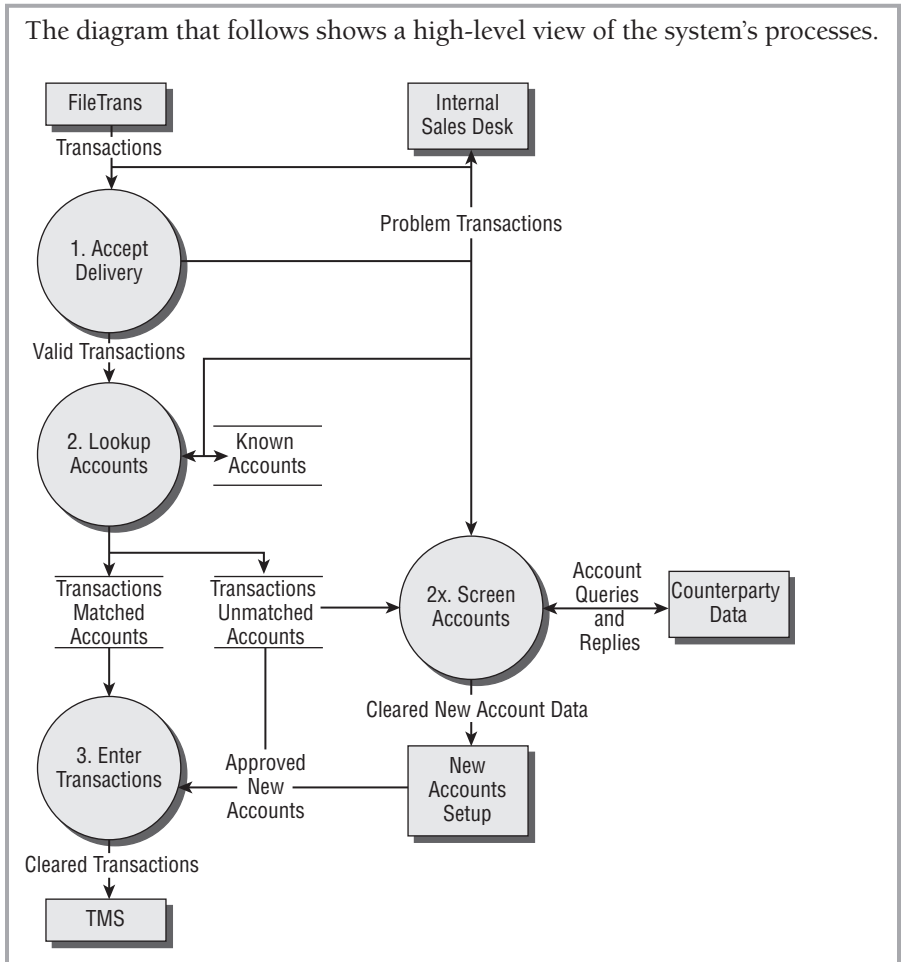 The diagram that follows shows a high-level view of the system’s processes.
FileTrans
Internal
Sales Desk
Transactions
Problem Transactions
1. Accept
Delivery
Valid Transactions
2. Lookup
Accounts
Known
Accounts
Transactions
Matched
Accounts
Transactions
Unmatched
Accounts
2x. Screen
Accounts
Account
Queries
and
Replies
Counterparty
Data
Cleared New Account Data
3. Enter
Transactions
Approved
New
Accounts
New
Accounts
Setup
Cleared Transactions
TMS